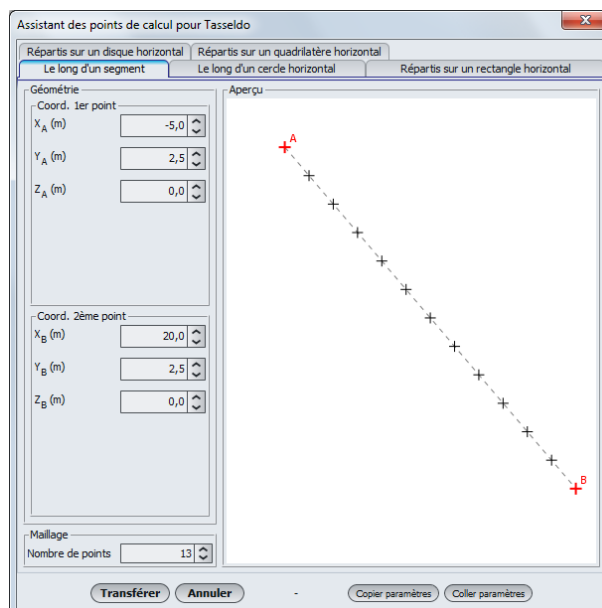 Assistant des points de calcul pour Tasseldo
Répartis sur un disque horizontal
Répartis sur un quadrilatère horizontal
Le long d'un segment
Le long d'un cercle horizontal
Répartis sur un rectangle horizontal
Géométrie
Coord. 1er point
XA (m) -5,0
YA (m) 2,5
ZA (m) 0,0
Coord. 2ème point
XB (m) 20,0
YB (m) 2,5
ZB (m) 0,0
Maillage
Nombre de points 13
Aperçu
A
B
Transférer
Annuler
-
Copier paramètres
Coller paramètres